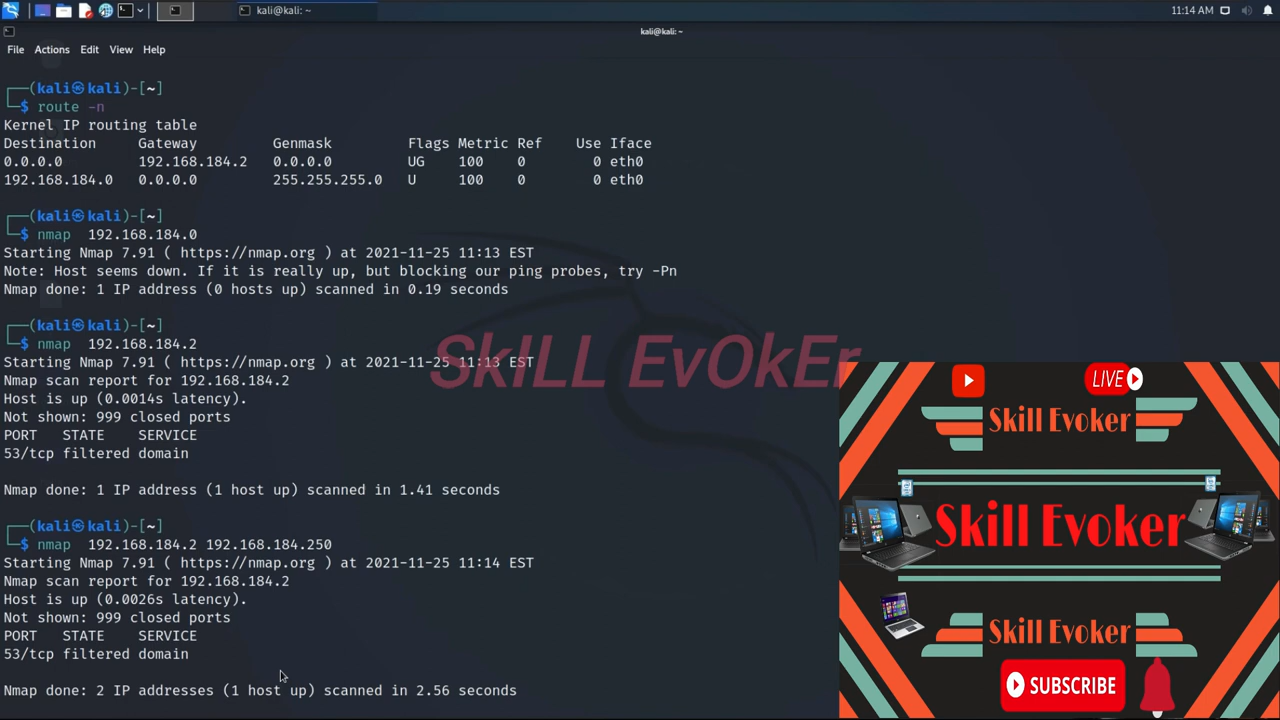 kali@kali: ~
11:14 AM
kali@kali: ~
File Actions Edit View Help
┌──(kali㉿kali)-[~]
└─$ route -n
Kernel IP routing table
Destination Gateway Genmask Flags Metric Ref Use Iface
0.0.0.0 192.168.184.2 0.0.0.0 UG 100 0 0 eth0
192.168.184.0 0.0.0.0 255.255.255.0 U 100 0 0 eth0
┌──(kali㉿kali)-[~]
└─$ nmap 192.168.184.0
Starting Nmap 7.91 ( https://nmap.org ) at 2021-11-25 11:13 EST
Note: Host seems down. If it is really up, but blocking our ping probes, try -Pn
Nmap done: 1 IP address (0 hosts up) scanned in 0.19 seconds
┌──(kali㉿kali)-[~]
└─$ nmap 192.168.184.2
Starting Nmap 7.91 ( https://nmap.org ) at 2021-11-25 11:13 EST
Nmap scan report for 192.168.184.2
Host is up (0.0014s latency).
Not shown: 999 closed ports
PORT STATE SERVICE
53/tcp filtered domain
Nmap done: 1 IP address (1 host up) scanned in 1.41 seconds
┌──(kali㉿kali)-[~]
└─$ nmap 192.168.184.2 192.168.184.250
Starting Nmap 7.91 ( https://nmap.org ) at 2021-11-25 11:14 EST
Nmap scan report for 192.168.184.2
Host is up (0.0026s latency).
Not shown: 999 closed ports
PORT STATE SERVICE
53/tcp filtered domain
Nmap done: 2 IP addresses (1 host up) scanned in 2.56 seconds
SkILL EvOkEr
LIVE
Skill Evoker
Skill Evoker
Skill Evoker
SUBSCRIBE